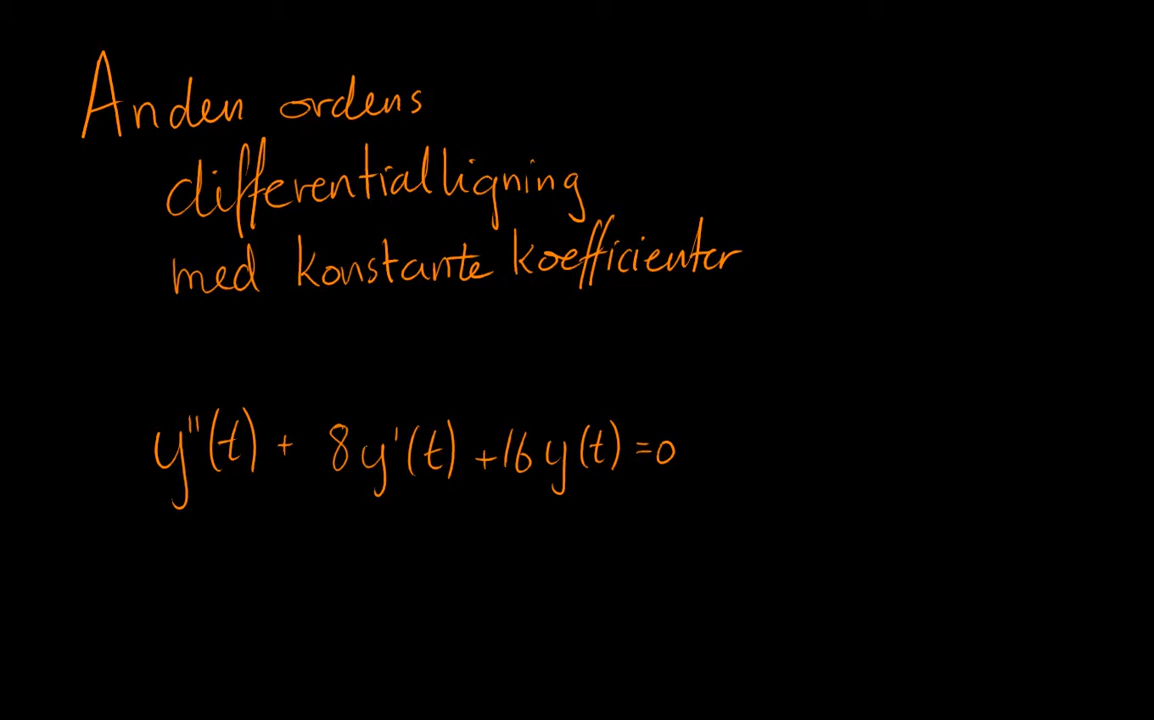 Anden ordens
differentialligning
med konstante koefficienter
y''(t) + 8y'(t) +16y(t) =0